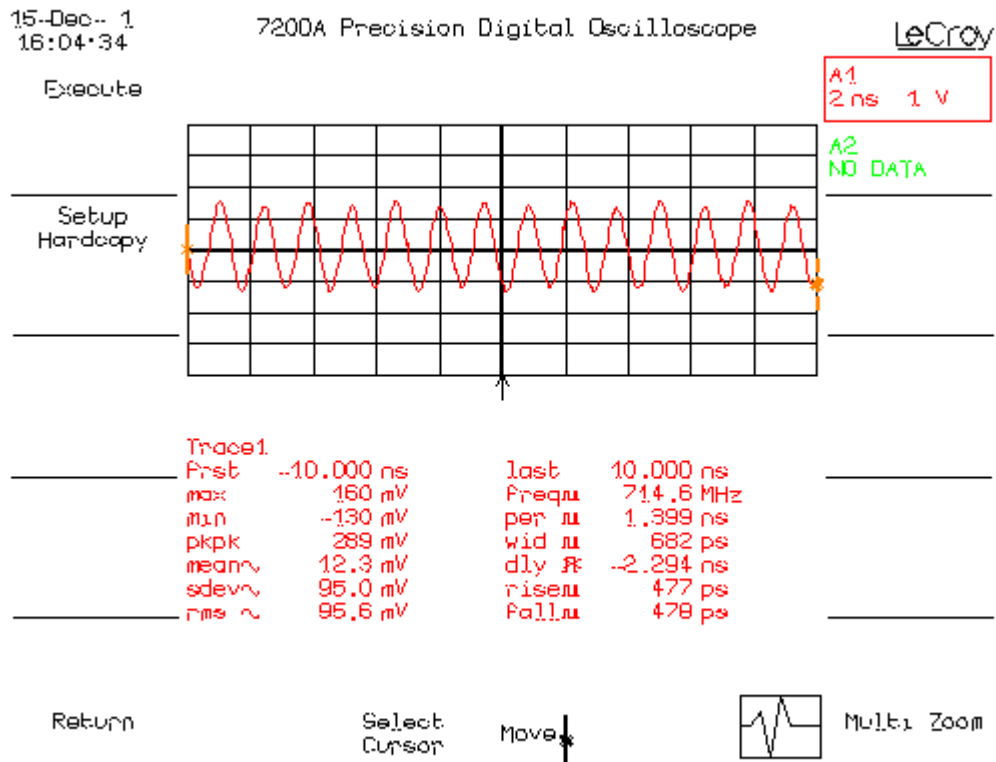 15-Dec- 1
16:04:34
7200A Precision Digital Oscilloscope
LeCroy
Execute
A1
2 ns 1 V
A2
NO DATA
Setup
Hardcopy
Trace1
frst -10.000 ns last 10.000 ns
max 160 mV freq 714.6 MHz
min -130 mV per 1.399 ns
pkpk 289 mV wid 682 ps
mean~ 12.3 mV dly -2.294 ns
sdev~ 95.0 mV rise 477 ps
rms ~ 95.6 mV fall 478 ps
Return
Select
Cursor
Move
Multi Zoom